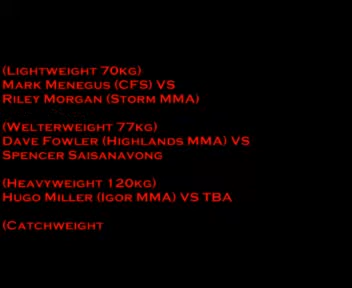 (Lightweight 70kg)
Mark Menegus (CFS) VS
Riley Morgan (Storm MMA)
(Welterweight 77kg)
Dave Fowler (Highlands MMA) VS
Spencer Saisanavong
(Heavyweight 120kg)
Hugo Miller (Igor MMA) VS TBA
(Catchweight